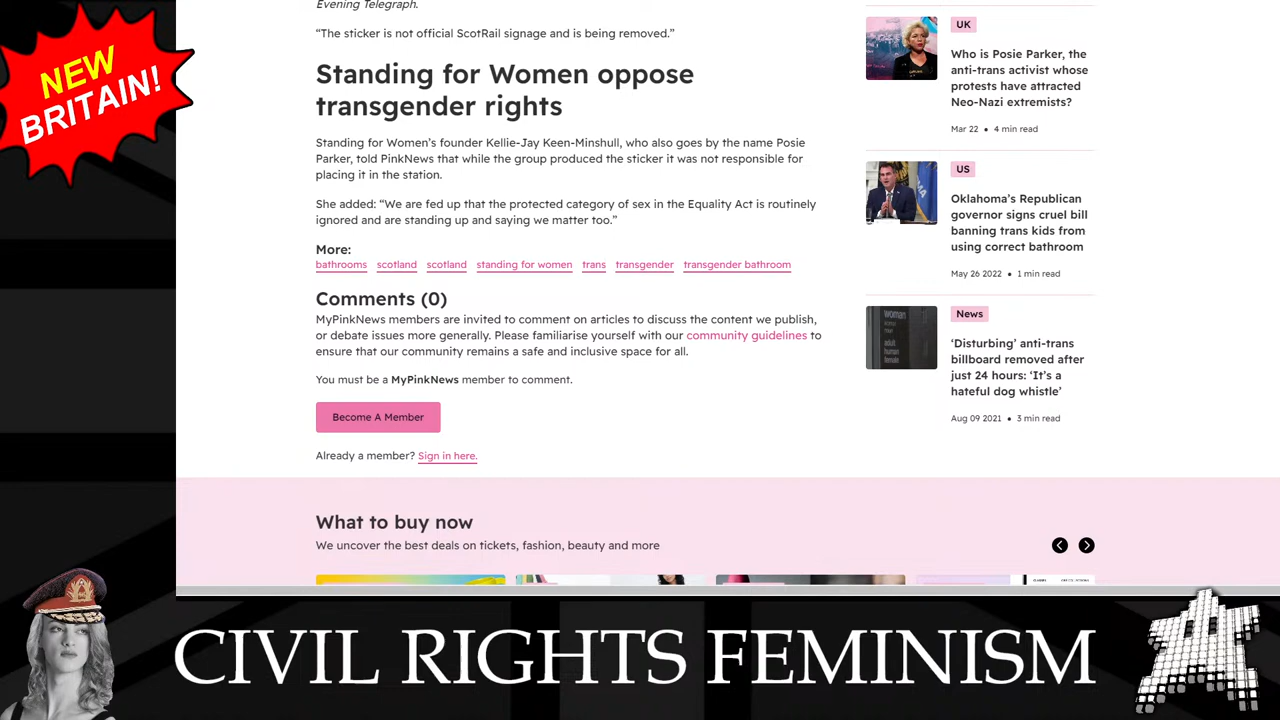 Evening Telegraph.
“The sticker is not official ScotRail signage and is being removed.”
Standing for Women oppose
transgender rights
Standing for Women’s founder Kellie-Jay Keen-Minshull, who also goes by the name Posie
Parker, told PinkNews that while the group produced the sticker it was not responsible for
placing it in the station.
She added: “We are fed up that the protected category of sex in the Equality Act is routinely
ignored and are standing up and saying we matter too.”
More:
bathrooms scotland scotland standing for women trans transgender transgender bathroom
Comments (0)
MyPinkNews members are invited to comment on articles to discuss the content we publish,
or debate issues more generally. Please familiarise yourself with our community guidelines to
ensure that our community remains a safe and inclusive space for all.
You must be a MyPinkNews member to comment.
Become A Member
Already a member? Sign in here.
UK
Who is Posie Parker, the
anti-trans activist whose
protests have attracted
Neo-Nazi extremists?
Mar 22 • 4 min read
US
Oklahoma’s Republican
governor signs cruel bill
banning trans kids from
using correct bathroom
May 26 2022 • 1 min read
woman
adult
human
female
News
‘Disturbing’ anti-trans
billboard removed after
just 24 hours: ‘It’s a
hateful dog whistle’
Aug 09 2021 • 3 min read
What to buy now
We uncover the best deals on tickets, fashion, beauty and more
NEW
BRITAIN!
CIVIL RIGHTS FEMINISM